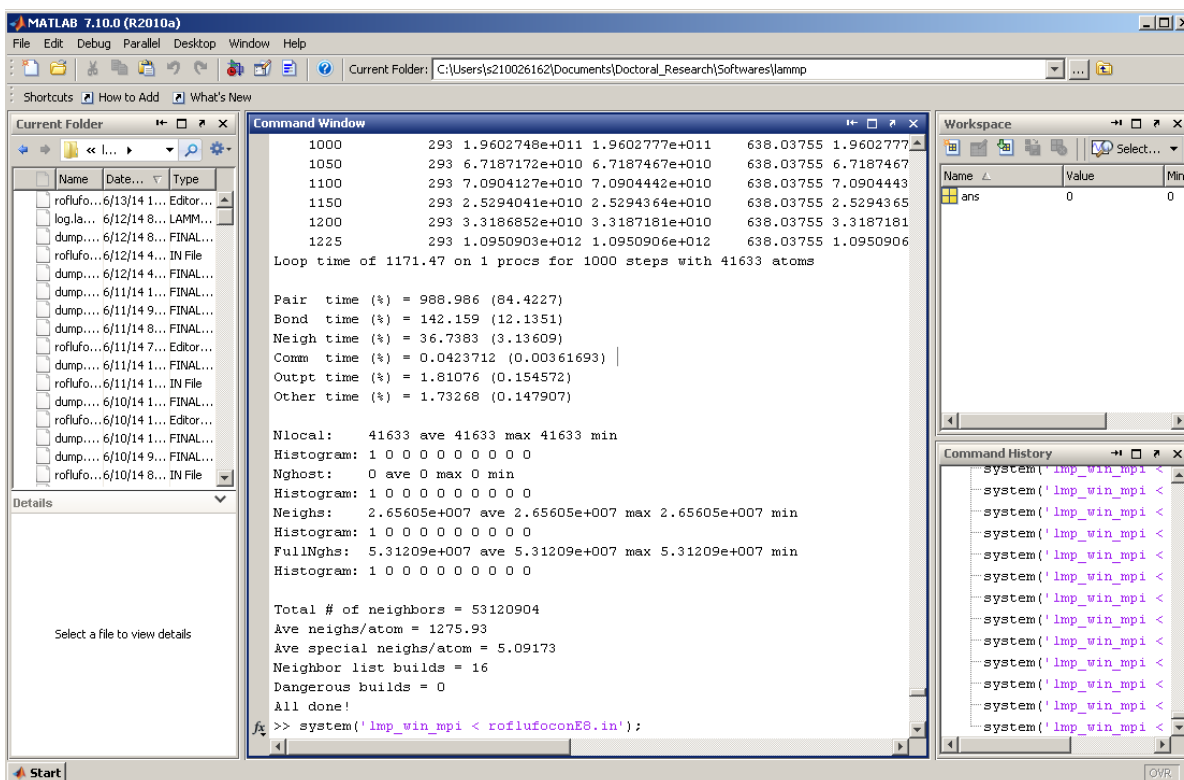 MATLAB 7.10.0 (R2010a)
File Edit Debug Parallel Desktop Window Help
Current Folder: C:\Users\s210026162\Documents\Doctoral_Research\Softwares\lammp
Shortcuts How to Add What's New
Current Folder
« l...
Name Date... Type
roflufo... 6/13/14 1... Editor...
log.la... 6/12/14 8... LAMM...
dump.... 6/12/14 8... FINAL...
roflufo... 6/12/14 4... IN File
dump.... 6/12/14 4... FINAL...
dump.... 6/11/14 1... FINAL...
dump.... 6/11/14 9... FINAL...
dump.... 6/11/14 8... FINAL...
roflufo... 6/11/14 7... Editor...
dump.... 6/11/14 1... FINAL...
roflufo... 6/11/14 1... IN File
dump.... 6/10/14 1... FINAL...
roflufo... 6/10/14 1... Editor...
dump.... 6/10/14 1... FINAL...
dump.... 6/10/14 9... FINAL...
roflufo... 6/10/14 8... IN File
Details
Select a file to view details
Command Window
1000 293 1.9602748e+011 1.9602777e+011 638.03755 1.9602777
1050 293 6.7187172e+010 6.7187467e+010 638.03755 6.7187467
1100 293 7.0904127e+010 7.0904442e+010 638.03755 7.0904443
1150 293 2.5294041e+010 2.5294364e+010 638.03755 2.5294365
1200 293 3.3186852e+010 3.3187181e+010 638.03755 3.3187181
1225 293 1.0950903e+012 1.0950906e+012 638.03755 1.0950906
Loop time of 1171.47 on 1 procs for 1000 steps with 41633 atoms
Pair time (%) = 988.986 (84.4227)
Bond time (%) = 142.159 (12.1351)
Neigh time (%) = 36.7383 (3.13609)
Comm time (%) = 0.0423712 (0.00361693)
Outpt time (%) = 1.81076 (0.154572)
Other time (%) = 1.73268 (0.147907)
Nlocal: 41633 ave 41633 max 41633 min
Histogram: 1 0 0 0 0 0 0 0 0 0
Nghost: 0 ave 0 max 0 min
Histogram: 1 0 0 0 0 0 0 0 0 0
Neighs: 2.65605e+007 ave 2.65605e+007 max 2.65605e+007 min
Histogram: 1 0 0 0 0 0 0 0 0 0
FullNghs: 5.31209e+007 ave 5.31209e+007 max 5.31209e+007 min
Histogram: 1 0 0 0 0 0 0 0 0 0
Total # of neighbors = 53120904
Ave neighs/atom = 1275.93
Ave special neighs/atom = 5.09173
Neighbor list builds = 16
Dangerous builds = 0
All done!
fx >> system('lmp_win_mpi < roflufoconE8.in');
Workspace
Select...
Name Value Min
ans 0 0
Command History
system('lmp_win_mpi <
system('lmp_win_mpi <
system('lmp_win_mpi <
system('lmp_win_mpi <
system('lmp_win_mpi <
system('lmp_win_mpi <
system('lmp_win_mpi <
system('lmp_win_mpi <
system('lmp_win_mpi <
system('lmp_win_mpi <
system('lmp_win_mpi <
system('lmp_win_mpi <
system('lmp_win_mpi <
Start
OVR